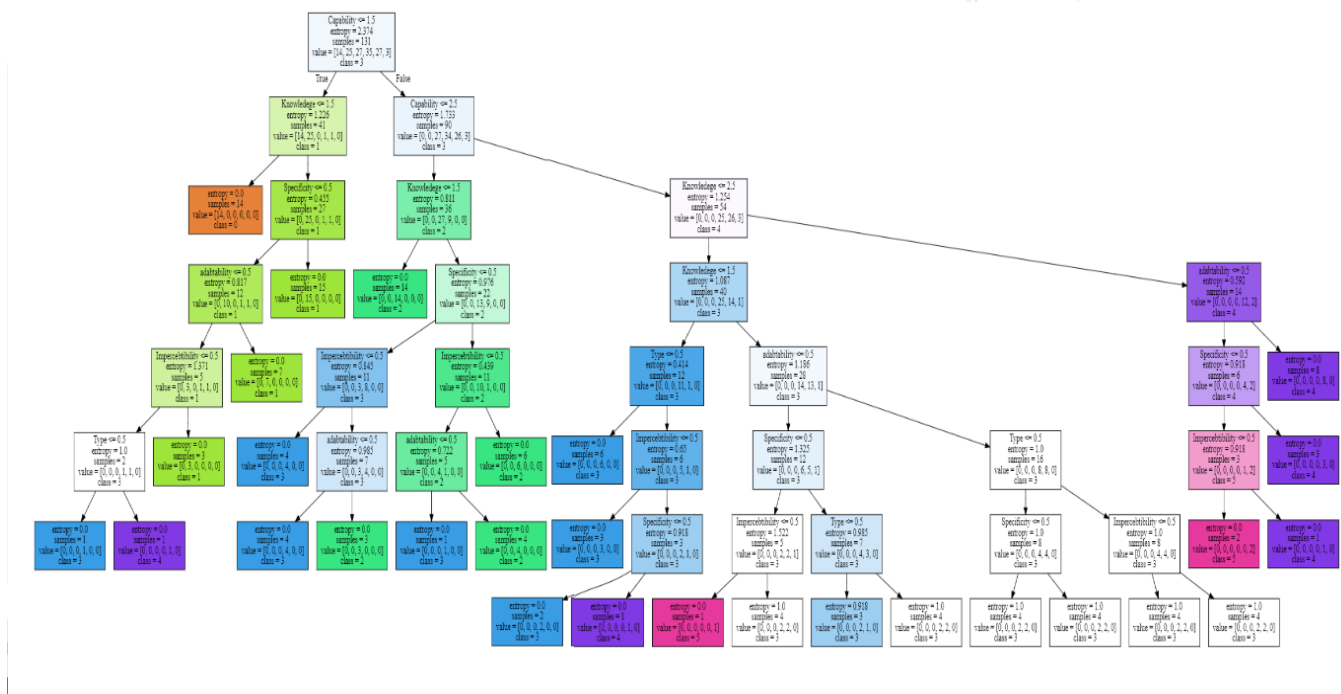 Capability <= 1.5
entropy = 2.374
samples = 131
value = [14, 25, 27, 35, 27, 3]
class = 3
True
False
Knowledege <= 1.5
entropy = 1.226
samples = 41
value = [14, 25, 0, 1, 1, 0]
class = 1
Capability <= 2.5
entropy = 1.733
samples = 90
value = [0, 0, 27, 34, 26, 3]
class = 3
entropy = 0.0
samples = 14
value = [14, 0, 0, 0, 0, 0]
class = 0
Specificity <= 0.5
entropy = 0.455
samples = 27
value = [0, 25, 0, 1, 1, 0]
class = 1
Knowledege <= 1.5
entropy = 0.811
samples = 36
value = [0, 0, 27, 9, 0, 0]
class = 2
Knowledege <= 2.5
entropy = 1.254
samples = 54
value = [0, 0, 0, 25, 26, 3]
class = 4
adabtability <= 0.5
entropy = 0.817
samples = 12
value = [0, 10, 0, 1, 1, 0]
class = 1
entropy = 0.0
samples = 15
value = [0, 15, 0, 0, 0, 0]
class = 1
entropy = 0.0
samples = 14
value = [0, 0, 14, 0, 0, 0]
class = 2
Specificity <= 0.5
entropy = 0.976
samples = 22
value = [0, 0, 13, 9, 0, 0]
class = 2
Knowledege <= 1.5
entropy = 1.087
samples = 40
value = [0, 0, 0, 25, 14, 1]
class = 3
adabtability <= 0.5
entropy = 0.592
samples = 14
value = [0, 0, 0, 0, 12, 2]
class = 4
Impercebtibility <= 0.5
entropy = 1.371
samples = 5
value = [0, 3, 0, 1, 1, 0]
class = 1
entropy = 0.0
samples = 7
value = [0, 7, 0, 0, 0, 0]
class = 1
Impercebtibility <= 0.5
entropy = 0.845
samples = 11
value = [0, 0, 3, 8, 0, 0]
class = 3
Impercebtibility <= 0.5
entropy = 0.439
samples = 11
value = [0, 0, 10, 1, 0, 0]
class = 2
Type <= 0.5
entropy = 0.414
samples = 12
value = [0, 0, 0, 11, 1, 0]
class = 3
adabtability <= 0.5
entropy = 1.186
samples = 28
value = [0, 0, 0, 14, 13, 1]
class = 3
Specificity <= 0.5
entropy = 0.918
samples = 6
value = [0, 0, 0, 0, 4, 2]
class = 4
entropy = 0.0
samples = 8
value = [0, 0, 0, 0, 8, 0]
class = 4
Type <= 0.5
entropy = 1.0
samples = 2
value = [0, 0, 0, 1, 1, 0]
class = 3
entropy = 0.0
samples = 3
value = [0, 3, 0, 0, 0, 0]
class = 1
entropy = 0.0
samples = 4
value = [0, 0, 0, 4, 0, 0]
class = 3
adabtability <= 0.5
entropy = 0.985
samples = 7
value = [0, 0, 3, 4, 0, 0]
class = 3
adabtability <= 0.5
entropy = 0.722
samples = 5
value = [0, 0, 4, 1, 0, 0]
class = 2
entropy = 0.0
samples = 6
value = [0, 0, 6, 0, 0, 0]
class = 2
entropy = 0.0
samples = 6
value = [0, 0, 0, 6, 0, 0]
class = 3
Impercebtibility <= 0.5
entropy = 0.65
samples = 6
value = [0, 0, 0, 5, 1, 0]
class = 3
Specificity <= 0.5
entropy = 1.325
samples = 12
value = [0, 0, 0, 6, 5, 1]
class = 3
Type <= 0.5
entropy = 1.0
samples = 16
value = [0, 0, 0, 8, 8, 0]
class = 3
Impercebtibility <= 0.5
entropy = 0.918
samples = 3
value = [0, 0, 0, 0, 1, 2]
class = 5
entropy = 0.0
samples = 3
value = [0, 0, 0, 0, 3, 0]
class = 4
entropy = 0.0
samples = 1
value = [0, 0, 0, 1, 0, 0]
class = 3
entropy = 0.0
samples = 1
value = [0, 0, 0, 0, 1, 0]
class = 4
entropy = 0.0
samples = 4
value = [0, 0, 0, 4, 0, 0]
class = 3
entropy = 0.0
samples = 3
value = [0, 0, 3, 0, 0, 0]
class = 2
entropy = 0.0
samples = 1
value = [0, 0, 0, 1, 0, 0]
class = 3
entropy = 0.0
samples = 4
value = [0, 0, 4, 0, 0, 0]
class = 2
entropy = 0.0
samples = 3
value = [0, 0, 0, 3, 0, 0]
class = 3
Specificity <= 0.5
entropy = 0.918
samples = 3
value = [0, 0, 0, 2, 1, 0]
class = 3
Impercebtibility <= 0.5
entropy = 1.522
samples = 5
value = [0, 0, 0, 2, 2, 1]
class = 3
Type <= 0.5
entropy = 0.985
samples = 7
value = [0, 0, 0, 4, 3, 0]
class = 3
Specificity <= 0.5
entropy = 1.0
samples = 8
value = [0, 0, 0, 4, 4, 0]
class = 3
Impercebtibility <= 0.5
entropy = 1.0
samples = 8
value = [0, 0, 0, 4, 4, 0]
class = 3
entropy = 0.0
samples = 2
value = [0, 0, 0, 0, 0, 2]
class = 5
entropy = 0.0
samples = 1
value = [0, 0, 0, 0, 1, 0]
class = 4
entropy = 0.0
samples = 2
value = [0, 0, 0, 2, 0, 0]
class = 3
entropy = 0.0
samples = 1
value = [0, 0, 0, 0, 1, 0]
class = 4
entropy = 0.0
samples = 1
value = [0, 0, 0, 0, 0, 1]
class = 5
entropy = 1.0
samples = 4
value = [0, 0, 0, 2, 2, 0]
class = 3
entropy = 0.918
samples = 3
value = [0, 0, 0, 2, 1, 0]
class = 3
entropy = 1.0
samples = 4
value = [0, 0, 0, 2, 2, 0]
class = 3
entropy = 1.0
samples = 4
value = [0, 0, 0, 2, 2, 0]
class = 3
entropy = 1.0
samples = 4
value = [0, 0, 0, 2, 2, 0]
class = 3
entropy = 1.0
samples = 4
value = [0, 0, 0, 2, 2, 0]
class = 3
entropy = 1.0
samples = 4
value = [0, 0, 0, 2, 2, 0]
class = 3